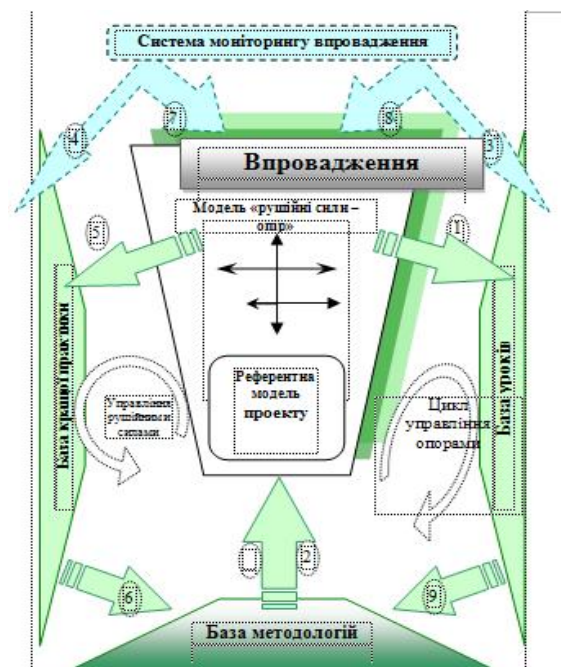 Система моніторингу впровадження
7
8
4
3
Впровадження
Модель «рушійні сили –
опір»
5
1
База кращої практики
База уроків
Управління
рушійними
силами
Референтна
модель
проекту
Цикл
управління
опорами
2
6
9
База методологій